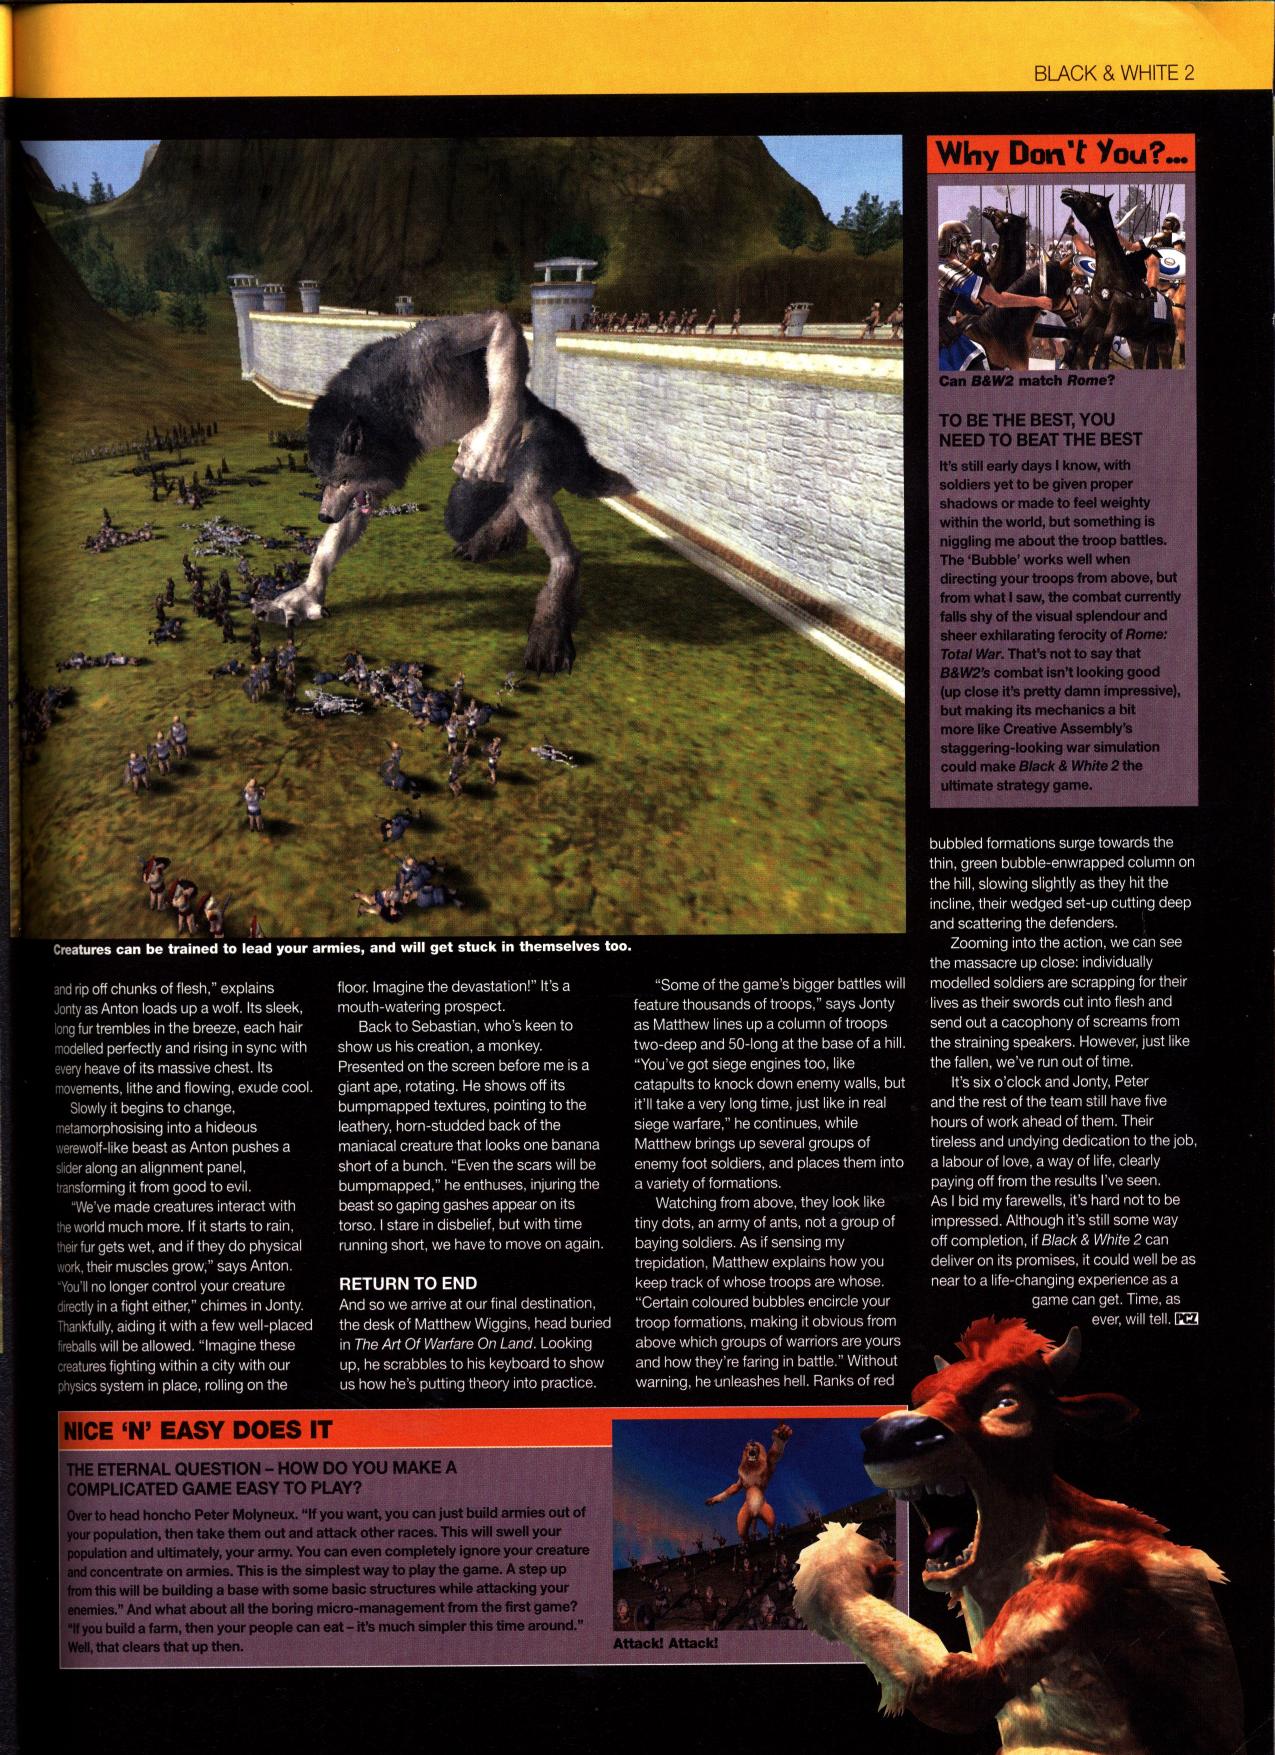 BLACK & WHITE 2
Creatures can be trained to lead your armies, and will get stuck in themselves too.
and rip off chunks of flesh,” explains
Jonty as Anton loads up a wolf. Its sleek,
long fur trembles in the breeze, each hair
modelled perfectly and rising in sync with
every heave of its massive chest. Its
movements, lithe and flowing, exude cool.
Slowly it begins to change,
metamorphosising into a hideous
werewolf-like beast as Anton pushes a
slider along an alignment panel,
transforming it from good to evil.
“We’ve made creatures interact with
the world much more. If it starts to rain,
their fur gets wet, and if they do physical
work, their muscles grow,” says Anton.
“You’ll no longer control your creature
directly in a fight either,” chimes in Jonty.
Thankfully, aiding it with a few well-placed
fireballs will be allowed. “Imagine these
creatures fighting within a city with our
physics system in place, rolling on the
floor. Imagine the devastation!” It’s a
mouth-watering prospect.
Back to Sebastian, who’s keen to
show us his creation, a monkey.
Presented on the screen before me is a
giant ape, rotating. He shows off its
bumpmapped textures, pointing to the
leathery, horn-studded back of the
maniacal creature that looks one banana
short of a bunch. “Even the scars will be
bumpmapped,” he enthuses, injuring the
beast so gaping gashes appear on its
torso. I stare in disbelief, but with time
running short, we have to move on again.
RETURN TO END
And so we arrive at our final destination,
the desk of Matthew Wiggins, head buried
in The Art Of Warfare On Land. Looking
up, he scrabbles to his keyboard to show
us how he’s putting theory into practice.
“Some of the game’s bigger battles will
feature thousands of troops,” says Jonty
as Matthew lines up a column of troops
two-deep and 50-long at the base of a hill.
“You’ve got siege engines too, like
catapults to knock down enemy walls, but
it’ll take a very long time, just like in real
siege warfare,” he continues, while
Matthew brings up several groups of
enemy foot soldiers, and places them into
a variety of formations.
Watching from above, they look like
tiny dots, an army of ants, not a group of
baying soldiers. As if sensing my
trepidation, Matthew explains how you
keep track of whose troops are whose.
“Certain coloured bubbles encircle your
troop formations, making it obvious from
above which groups of warriors are yours
and how they’re faring in battle.” Without
warning, he unleashes hell. Ranks of red
bubbled formations surge towards the
thin, green bubble-enwrapped column on
the hill, slowing slightly as they hit the
incline, their wedged set-up cutting deep
and scattering the defenders.
Zooming into the action, we can see
the massacre up close: individually
modelled soldiers are scrapping for their
lives as their swords cut into flesh and
send out a cacophony of screams from
the straining speakers. However, just like
the fallen, we’ve run out of time.
It’s six o’clock and Jonty, Peter
and the rest of the team still have five
hours of work ahead of them. Their
tireless and undying dedication to the job,
a labour of love, a way of life, clearly
paying off from the results I’ve seen.
As I bid my farewells, it’s hard not to be
impressed. Although it’s still some way
off completion, if Black & White 2 can
deliver on its promises, it could well be as
near to a life-changing experience as a
game can get. Time, as
ever, will tell. PCZ
Why Don't You?...
Can B&W2 match Rome?
TO BE THE BEST, YOU
NEED TO BEAT THE BEST
It’s still early days I know, with
soldiers yet to be given proper
shadows or made to feel weighty
within the world, but something is
niggling me about the troop battles.
The ‘Bubble’ works well when
directing your troops from above, but
from what I saw, the combat currently
falls shy of the visual splendour and
sheer exhilarating ferocity of Rome:
Total War. That’s not to say that
B&W2’s combat isn’t looking good
(up close it’s pretty damn impressive),
but making its mechanics a bit
more like Creative Assembly’s
staggering-looking war simulation
could make Black & White 2 the
ultimate strategy game.
NICE ‘N’ EASY DOES IT
THE ETERNAL QUESTION – HOW DO YOU MAKE A
COMPLICATED GAME EASY TO PLAY?
Over to head honcho Peter Molyneux. “If you want, you can just build armies out of
your population, then take them out and attack other races. This will swell your
population and ultimately, your army. You can even completely ignore your creature
and concentrate on armies. This is the simplest way to play the game. A step up
from this will be building a base with some basic structures while attacking your
enemies.” And what about all the boring micro-management from the first game?
“If you build a farm, then your people can eat – it’s much simpler this time around.”
Well, that clears that up then.
Attack! Attack!